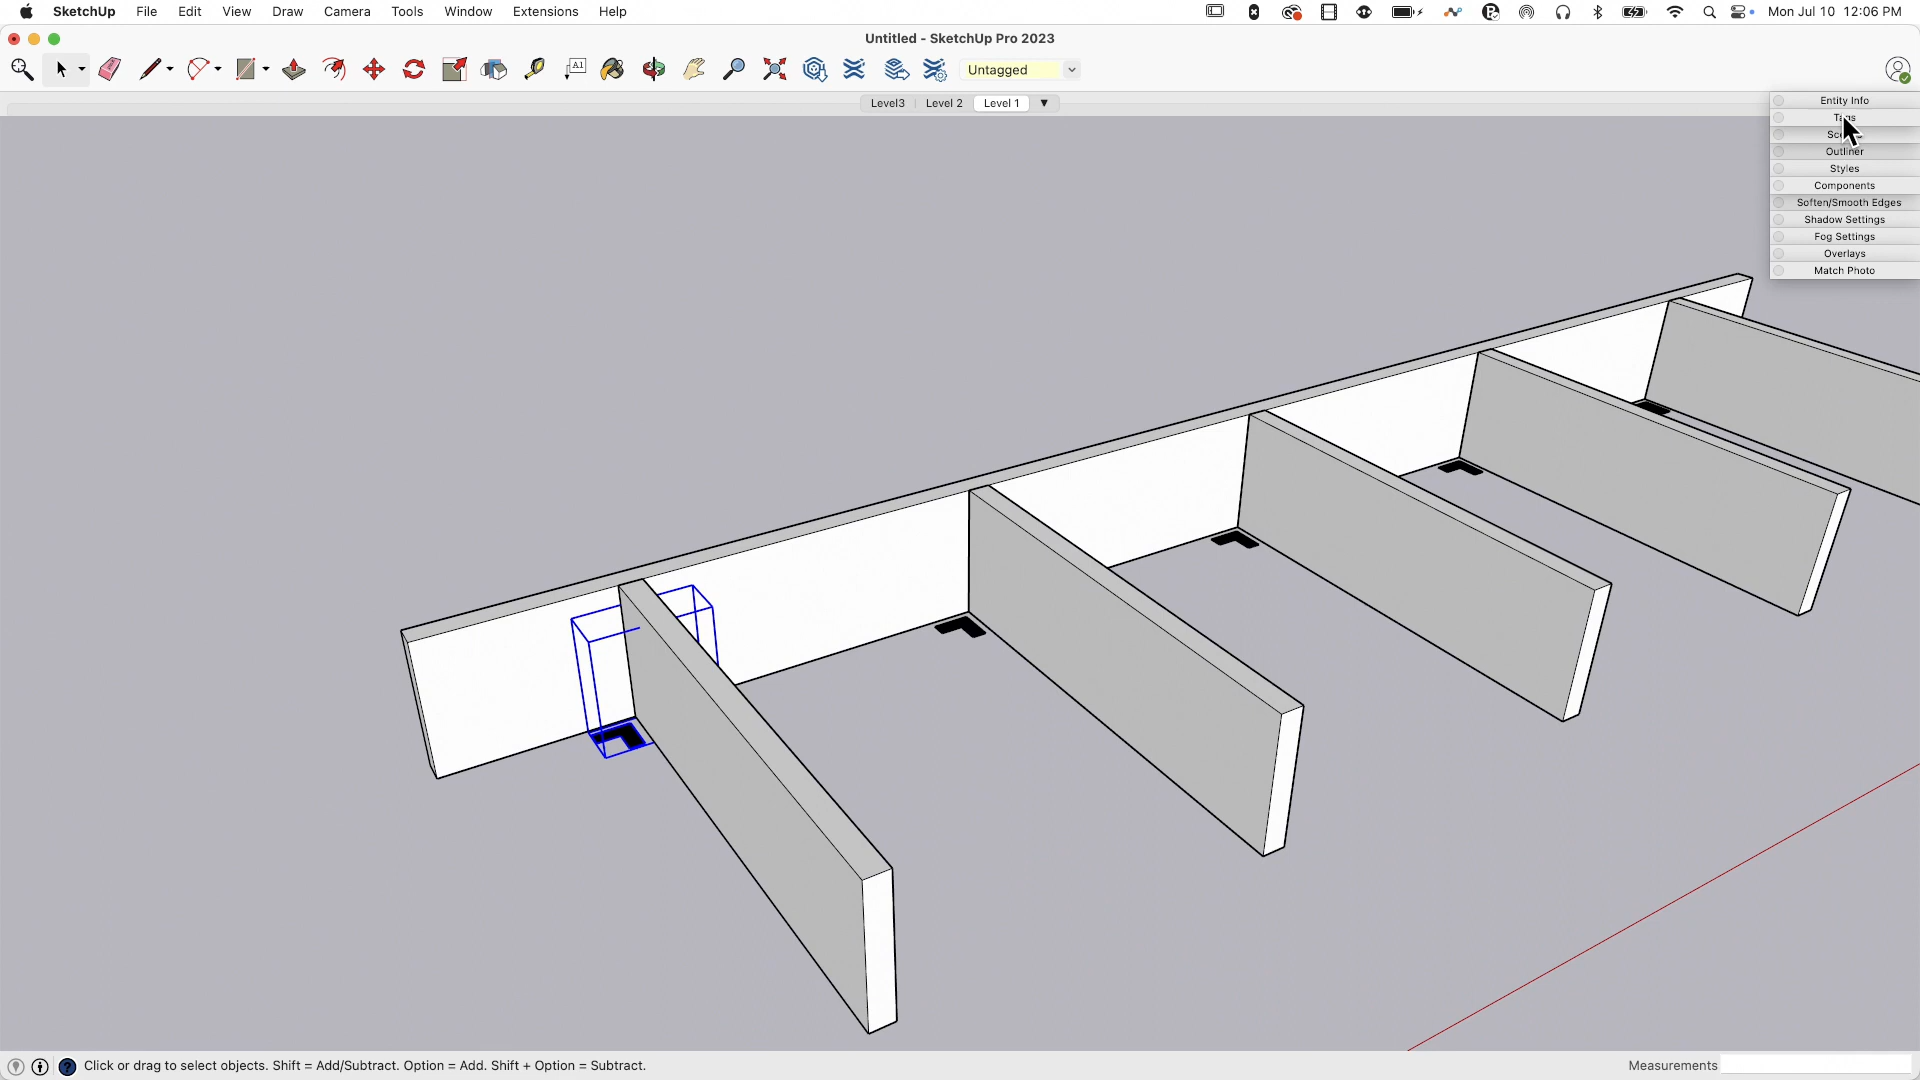 SketchUp File Edit View Draw Camera Tools Window Extensions Help Mon Jul 10 12:06 PM
Untitled - SketchUp Pro 2023
A1 Untagged
Level3 Level 2 Level 1
Entity Info
Outliner
Styles
Components
Soften/Smooth Edges
Shadow Settings
Fog Settings
Overlays
Match Photo
Click or drag to select objects. Shift = Add/Subtract. Option = Add. Shift + Option = Subtract. Measurements